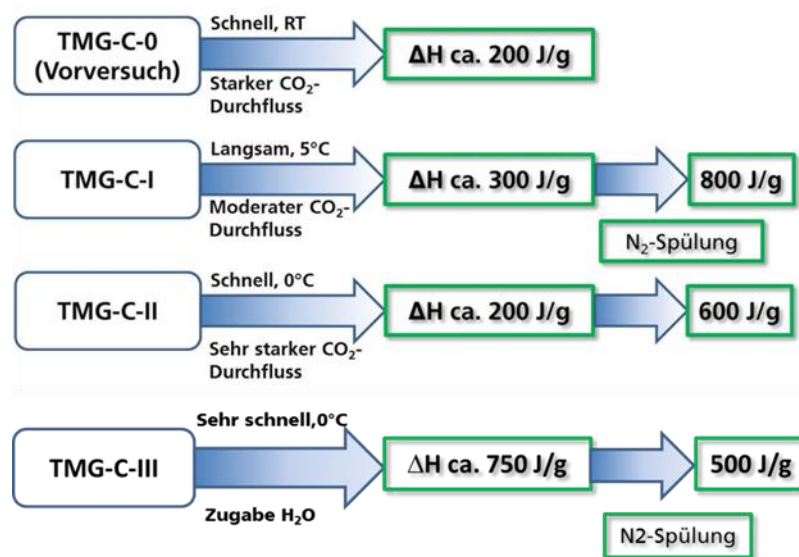 TMG-C-0
(Vorversuch)
Schnell, RT
Starker CO₂-
Durchfluss
ΔH ca. 200 J/g
TMG-C-I
Langsam, 5°C
Moderater CO₂-
Durchfluss
ΔH ca. 300 J/g
800 J/g
N₂-Spülung
TMG-C-II
Schnell, 0°C
Sehr starker CO₂-
Durchfluss
ΔH ca. 200 J/g
600 J/g
TMG-C-III
Sehr schnell,0°C
Zugabe H₂O
ΔH ca. 750 J/g
500 J/g
N2-Spülung